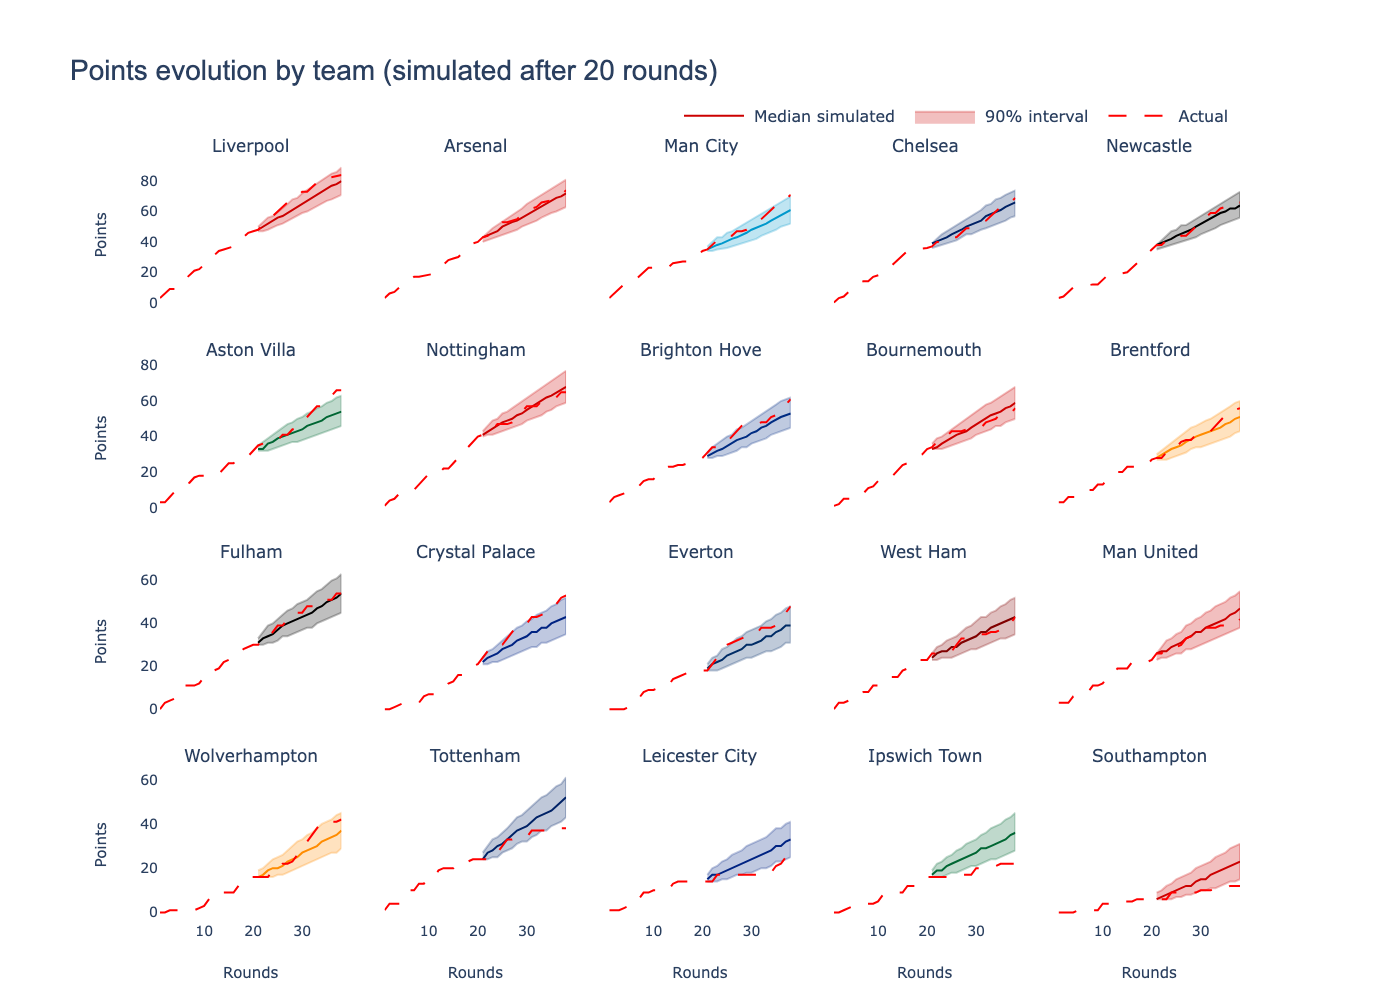 Points evolution by team (simulated after 20 rounds)
Median simulated 90% interval Actual
Liverpool Arsenal Man City Chelsea Newcastle
80
60
40
20
0
Points
Aston Villa Nottingham Brighton Hove Bournemouth Brentford
80
60
40
20
0
Points
Fulham Crystal Palace Everton West Ham Man United
60
40
20
0
Points
Wolverhampton Tottenham Leicester City Ipswich Town Southampton
60
40
20
0
Points
10 20 30 10 20 30 10 20 30 10 20 30 10 20 30
Rounds Rounds Rounds Rounds Rounds